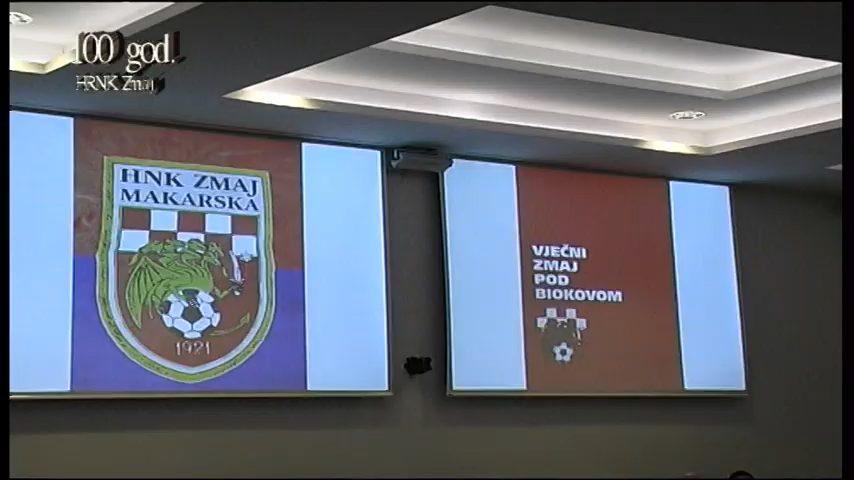 100 god.
HRNK Zmaj
HNK ZMAJ
MAKARSKA
1921
VJEČNI
ZMAJ
POD
BIOKOVOM